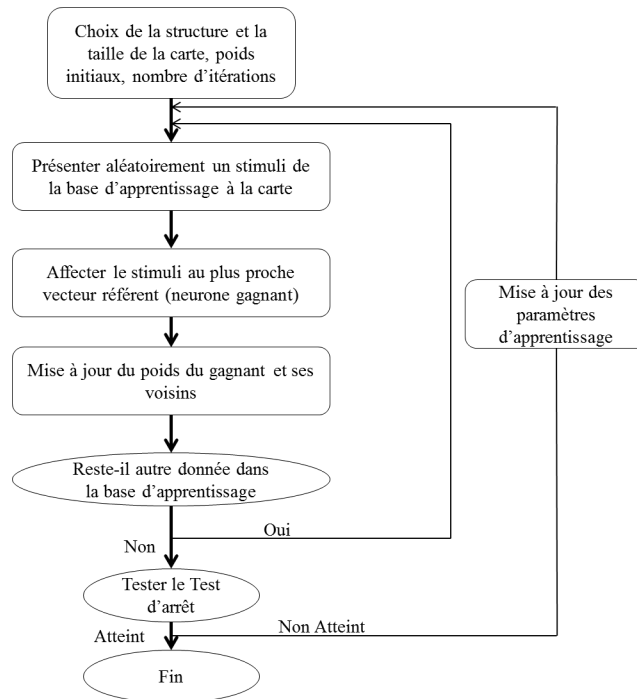 Choix de la structure et la
taille de la carte, poids
initiaux, nombre d'itérations
Présenter aléatoirement un stimuli de
la base d'apprentissage à la carte
Affecter le stimuli au plus proche
vecteur référent (neurone gagnant)
Mise à jour des
paramètres
d'apprentissage
Mise à jour du poids du gagnant et ses
voisins
Reste-il autre donnée dans
la base d'apprentissage
Oui
Non
Tester le Test
d'arrêt
Atteint
Non Atteint
Fin